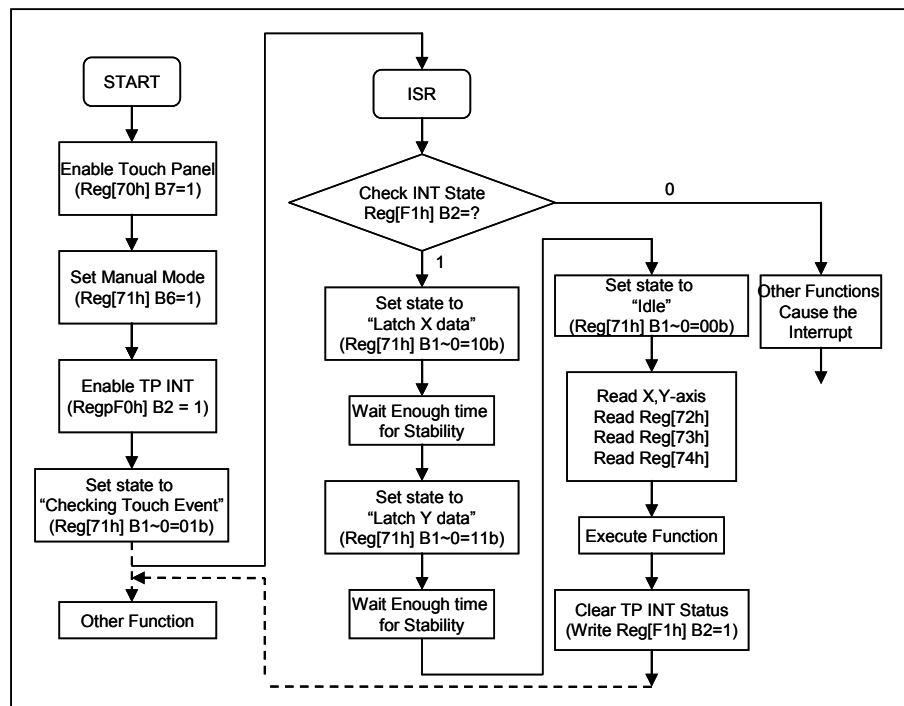 START
Enable Touch Panel
(Reg[70h] B7=1)
Set Manual Mode
(Reg[71h] B6=1)
Enable TP INT
(RegpF0h] B2 = 1)
Set state to
“Checking Touch Event”
(Reg[71h] B1~0=01b)
Other Function
ISR
Check INT State
Reg[F1h] B2=?
0
1
Set state to
“Latch X data”
(Reg[71h] B1~0=10b)
Wait Enough time
for Stability
Set state to
“Latch Y data”
(Reg[71h] B1~0=11b)
Wait Enough time
for Stability
Set state to
“Idle”
(Reg[71h] B1~0=00b)
Read X,Y-axis
Read Reg[72h]
Read Reg[73h]
Read Reg[74h]
Execute Function
Clear TP INT Status
(Write Reg[F1h] B2=1)
Other Functions
Cause the
Interrupt